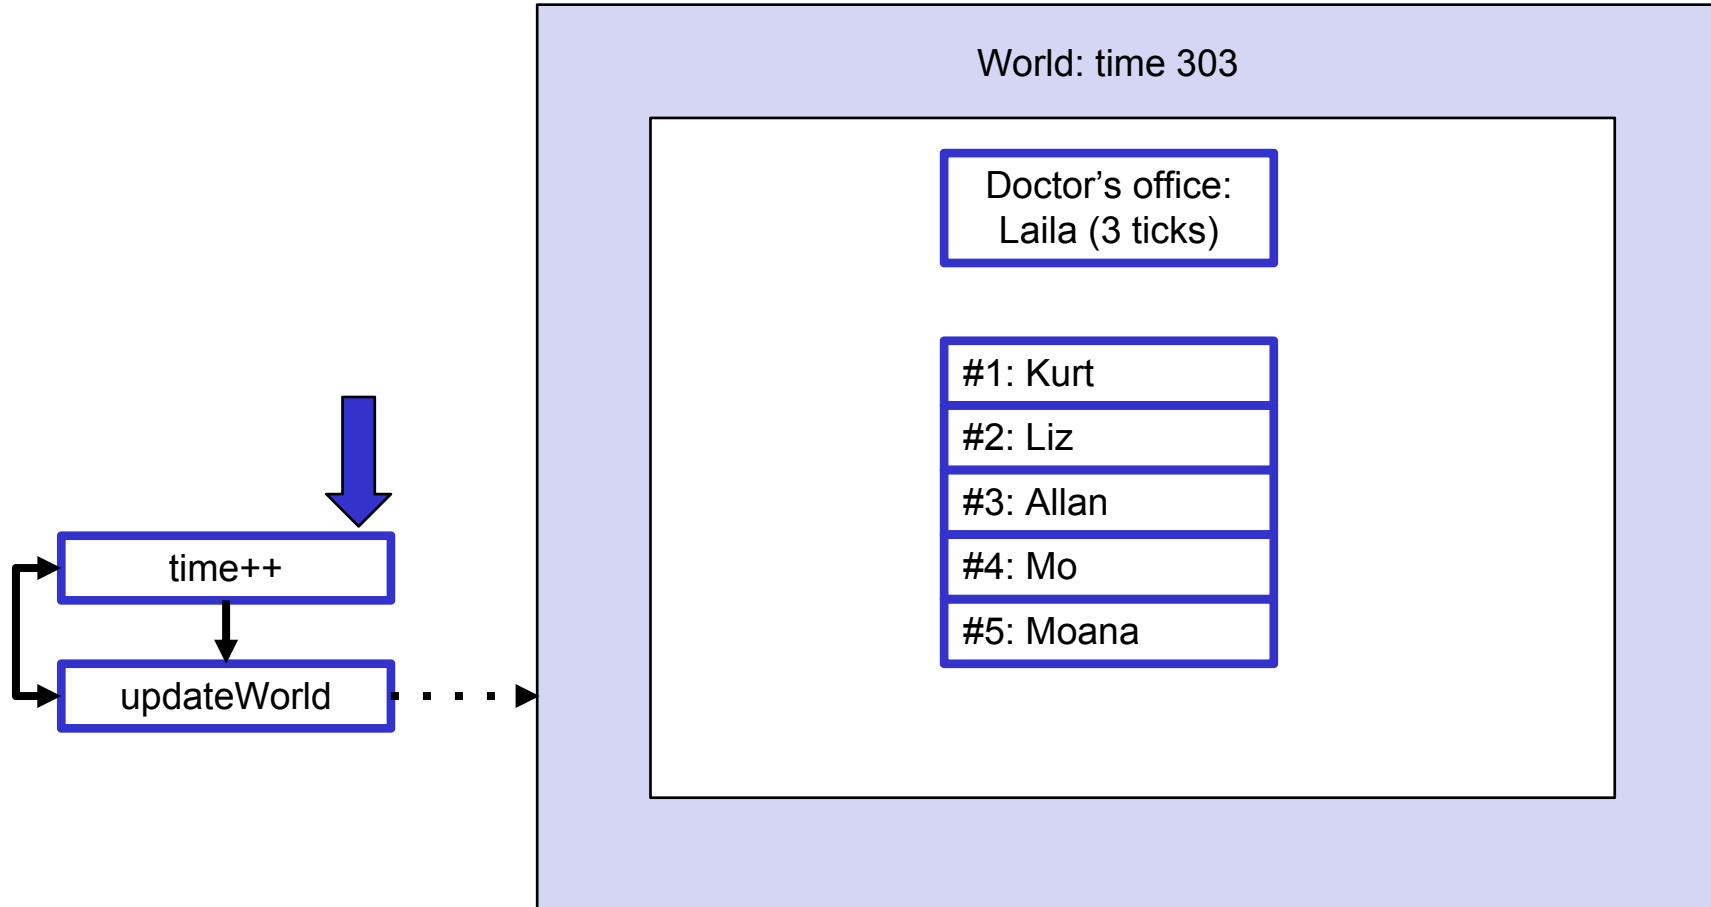 World: time 303
Doctor’s office:
Laila (3 ticks)
#1: Kurt
#2: Liz
#3: Allan
#4: Mo
#5: Moana
time++
updateWorld